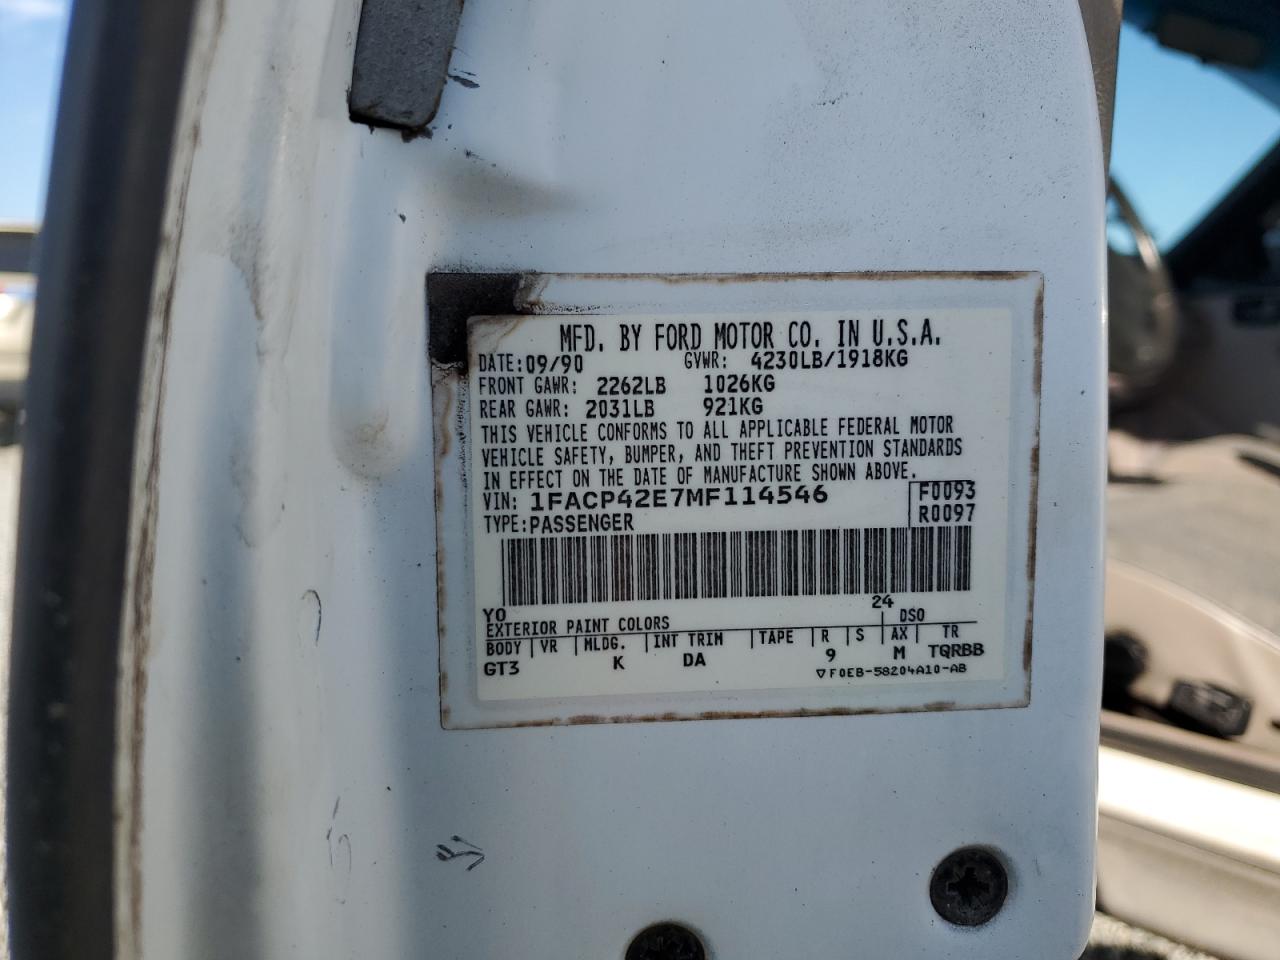 MFD. BY FORD MOTOR CO. IN U.S.A.
DATE: 09/90 GVWR: 4230LB/1918KG
FRONT GAWR: 2262LB 1026KG
REAR GAWR: 2031LB 921KG
THIS VEHICLE CONFORMS TO ALL APPLICABLE FEDERAL MOTOR
VEHICLE SAFETY, BUMPER, AND THEFT PREVENTION STANDARDS
IN EFFECT ON THE DATE OF MANUFACTURE SHOWN ABOVE.
VIN: 1FACP42E7MF114546 F0093
TYPE: PASSENGER R0097
YO 24
EXTERIOR PAINT COLORS DSO
BODY VR MLDG. INT TRIM TAPE R S AX TR
GT3 K DA 9 M TQRBB
▽F0EB-58204A10-AB